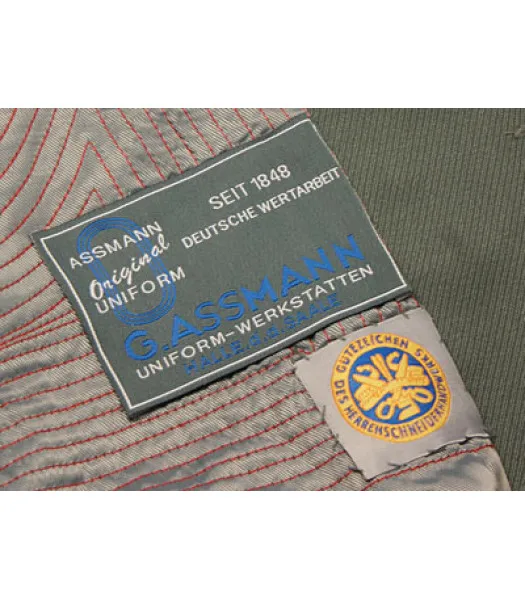 SEIT 1848
DEUTSCHE WERTARBEIT
ASSMANN
Original
UNIFORM
G. ASSMANN
UNIFORM-WERKSTÄTTEN
HALLE A.D. SAALE
GÜTEZEICHEN
DES HERRENSCHNEIDERHANDWERKS